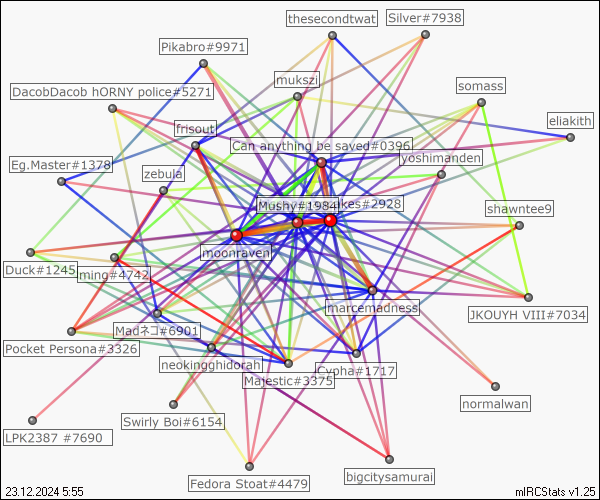 thesecondtwat
Silver#7938
Pikabro#9971
mukszi
DacobDacob hORNY police#5271
somass
eliakith
frisout
Can anything be saved#0396
yoshimanden
Eg.Master#1378
zebula
Mushy#1984
ikes#2928
shawntee9
moonraven
Duck#1245
ming#4742
marcemadness
JKOUYH VIII#7034
Madネコ#6901
Pocket Persona#3326
neokingghidorah
Cypha#1717
Majestic#3375
normalwan
Swirly Boi#6154
LPK2387 #7690
bigcitysamurai
Fedora Stoat#4479
23.12.2024 5:55
mIRCStats v1.25